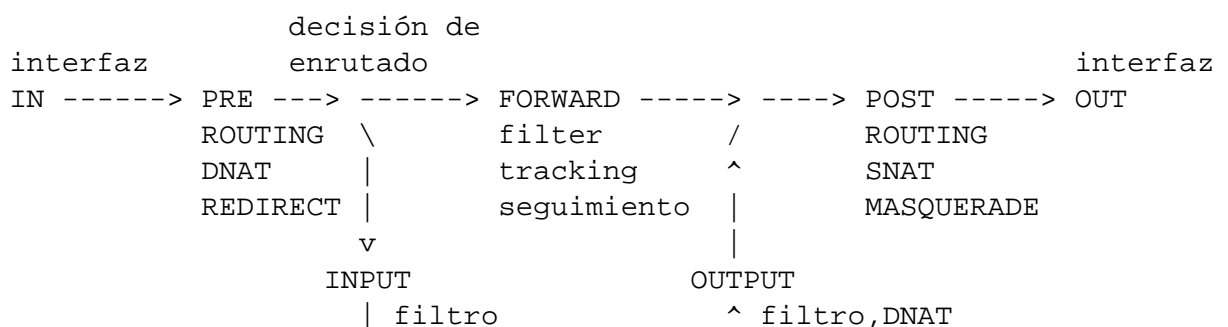 decisión de
interfaz enrutado interfaz
IN ------> PRE ---> ------> FORWARD -----> ----> POST -----> OUT
ROUTING \ filter / ROUTING
DNAT | tracking ^ SNAT
REDIRECT | seguimiento | MASQUERADE
v |
INPUT OUTPUT
| filtro ^ filtro,DNAT